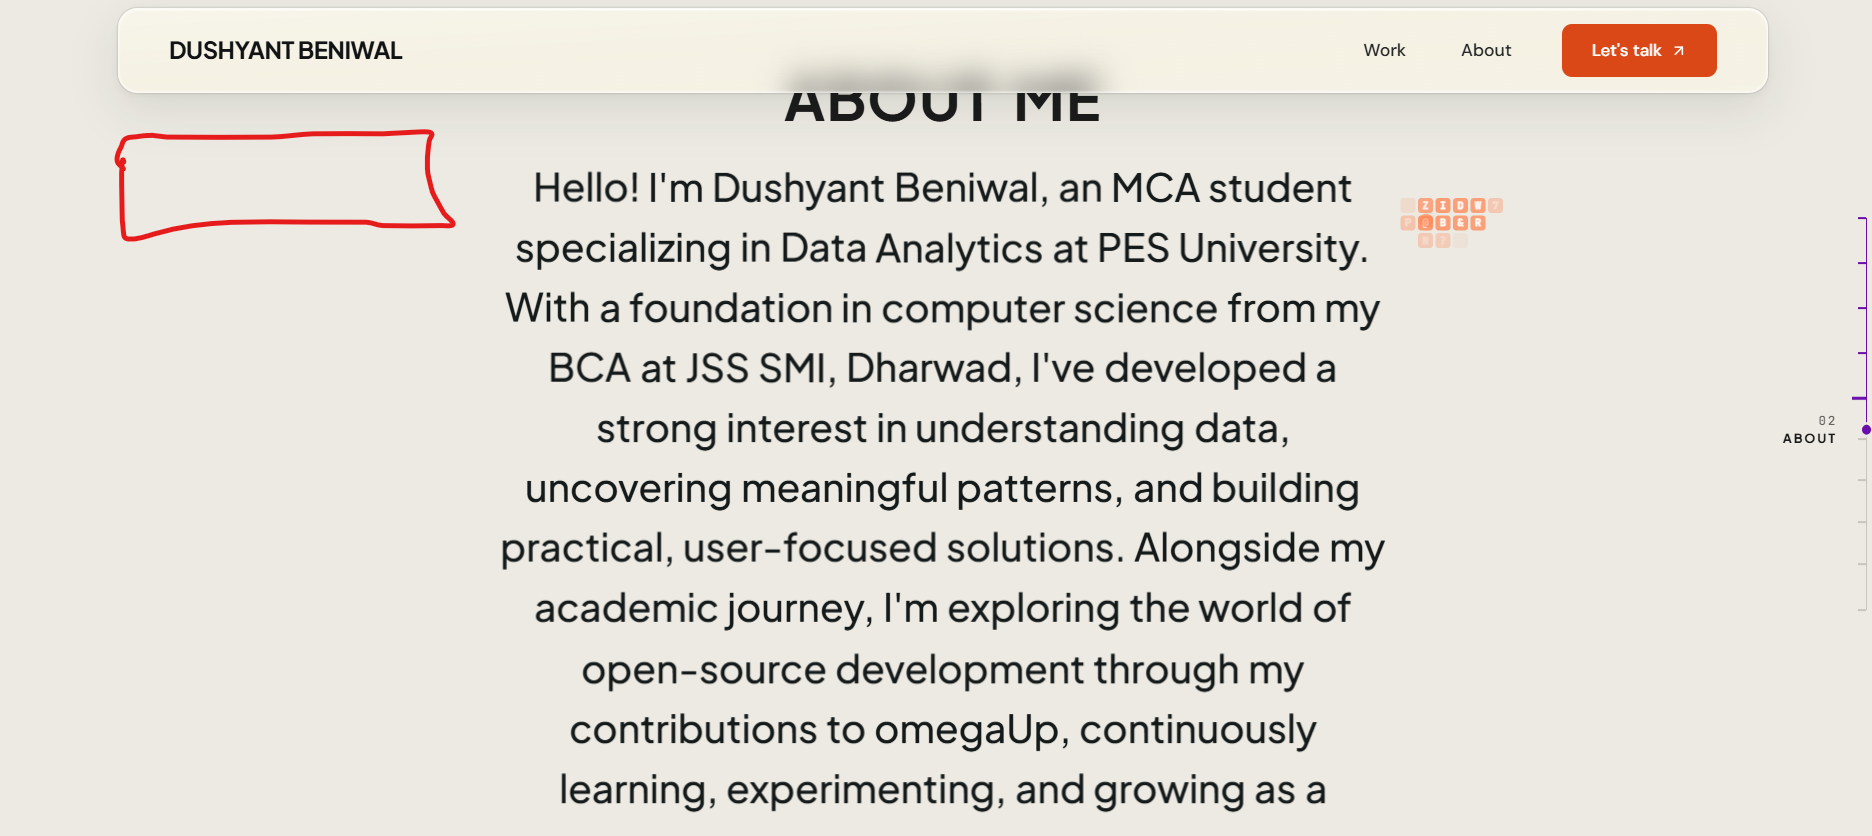 DUSHYANT BENIWAL
Work
About
Let's talk
ABOUT ME
Hello! I'm Dushyant Beniwal, an MCA student
specializing in Data Analytics at PES University.
With a foundation in computer science from my
BCA at JSS SMI, Dharwad, I've developed a
strong interest in understanding data,
uncovering meaningful patterns, and building
practical, user-focused solutions. Alongside my
academic journey, I'm exploring the world of
open-source development through my
contributions to omegaUp, continuously
learning, experimenting, and growing as a
Z I D W 7
B & R
02
ABOUT